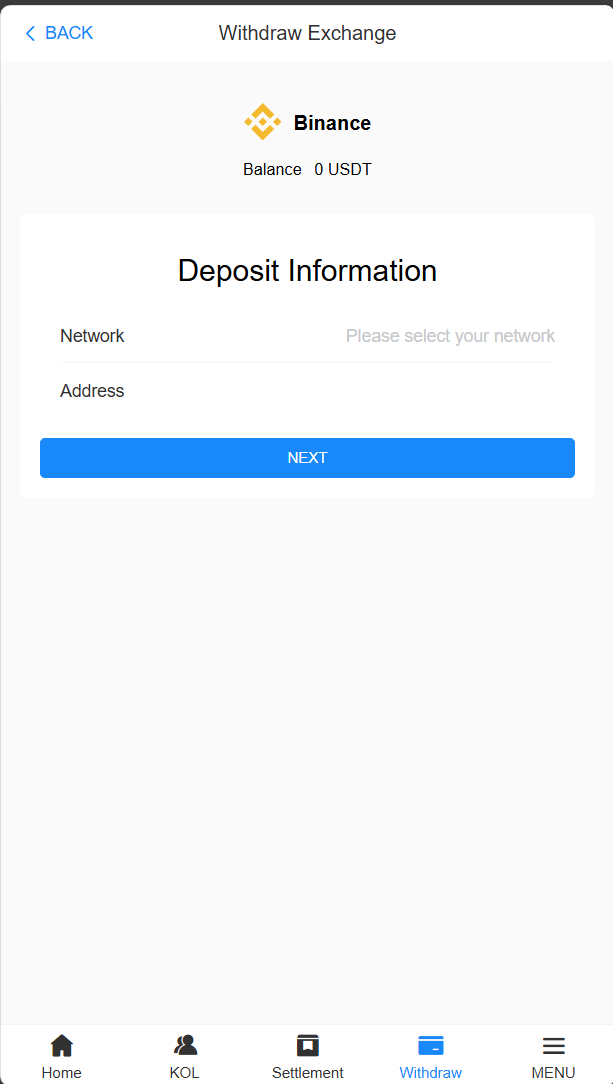 BACK
Withdraw Exchange
Binance
Balance 0 USDT
Deposit Information
Network Please select your network
Address
NEXT
Home KOL Settlement Withdraw MENU